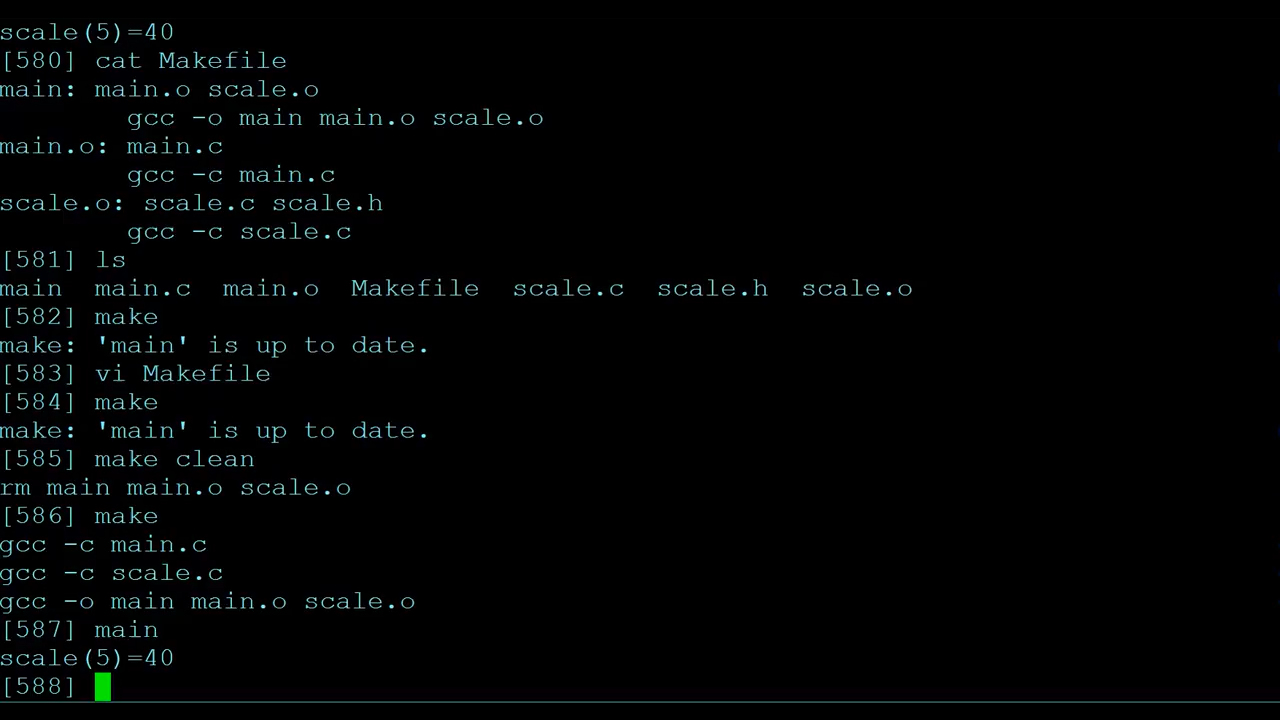 scale(5)=40
[580] cat Makefile
main: main.o scale.o
        gcc -o main main.o scale.o
main.o: main.c
        gcc -c main.c
scale.o: scale.c scale.h
        gcc -c scale.c
[581] ls
main  main.c  main.o  Makefile  scale.c  scale.h  scale.o
[582] make
make: 'main' is up to date.
[583] vi Makefile
[584] make
make: 'main' is up to date.
[585] make clean
rm main main.o scale.o
[586] make
gcc -c main.c
gcc -c scale.c
gcc -o main main.o scale.o
[587] main
scale(5)=40
[588]